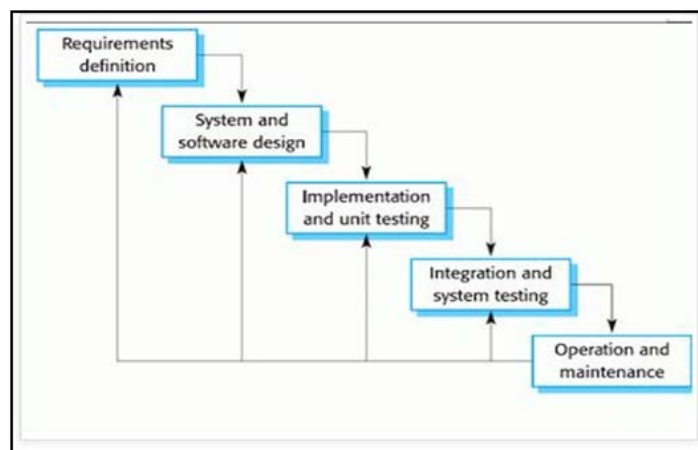 Requirements
definition
System and
software design
Implementation
and unit testing
Integration and
system testing
Operation and
maintenance